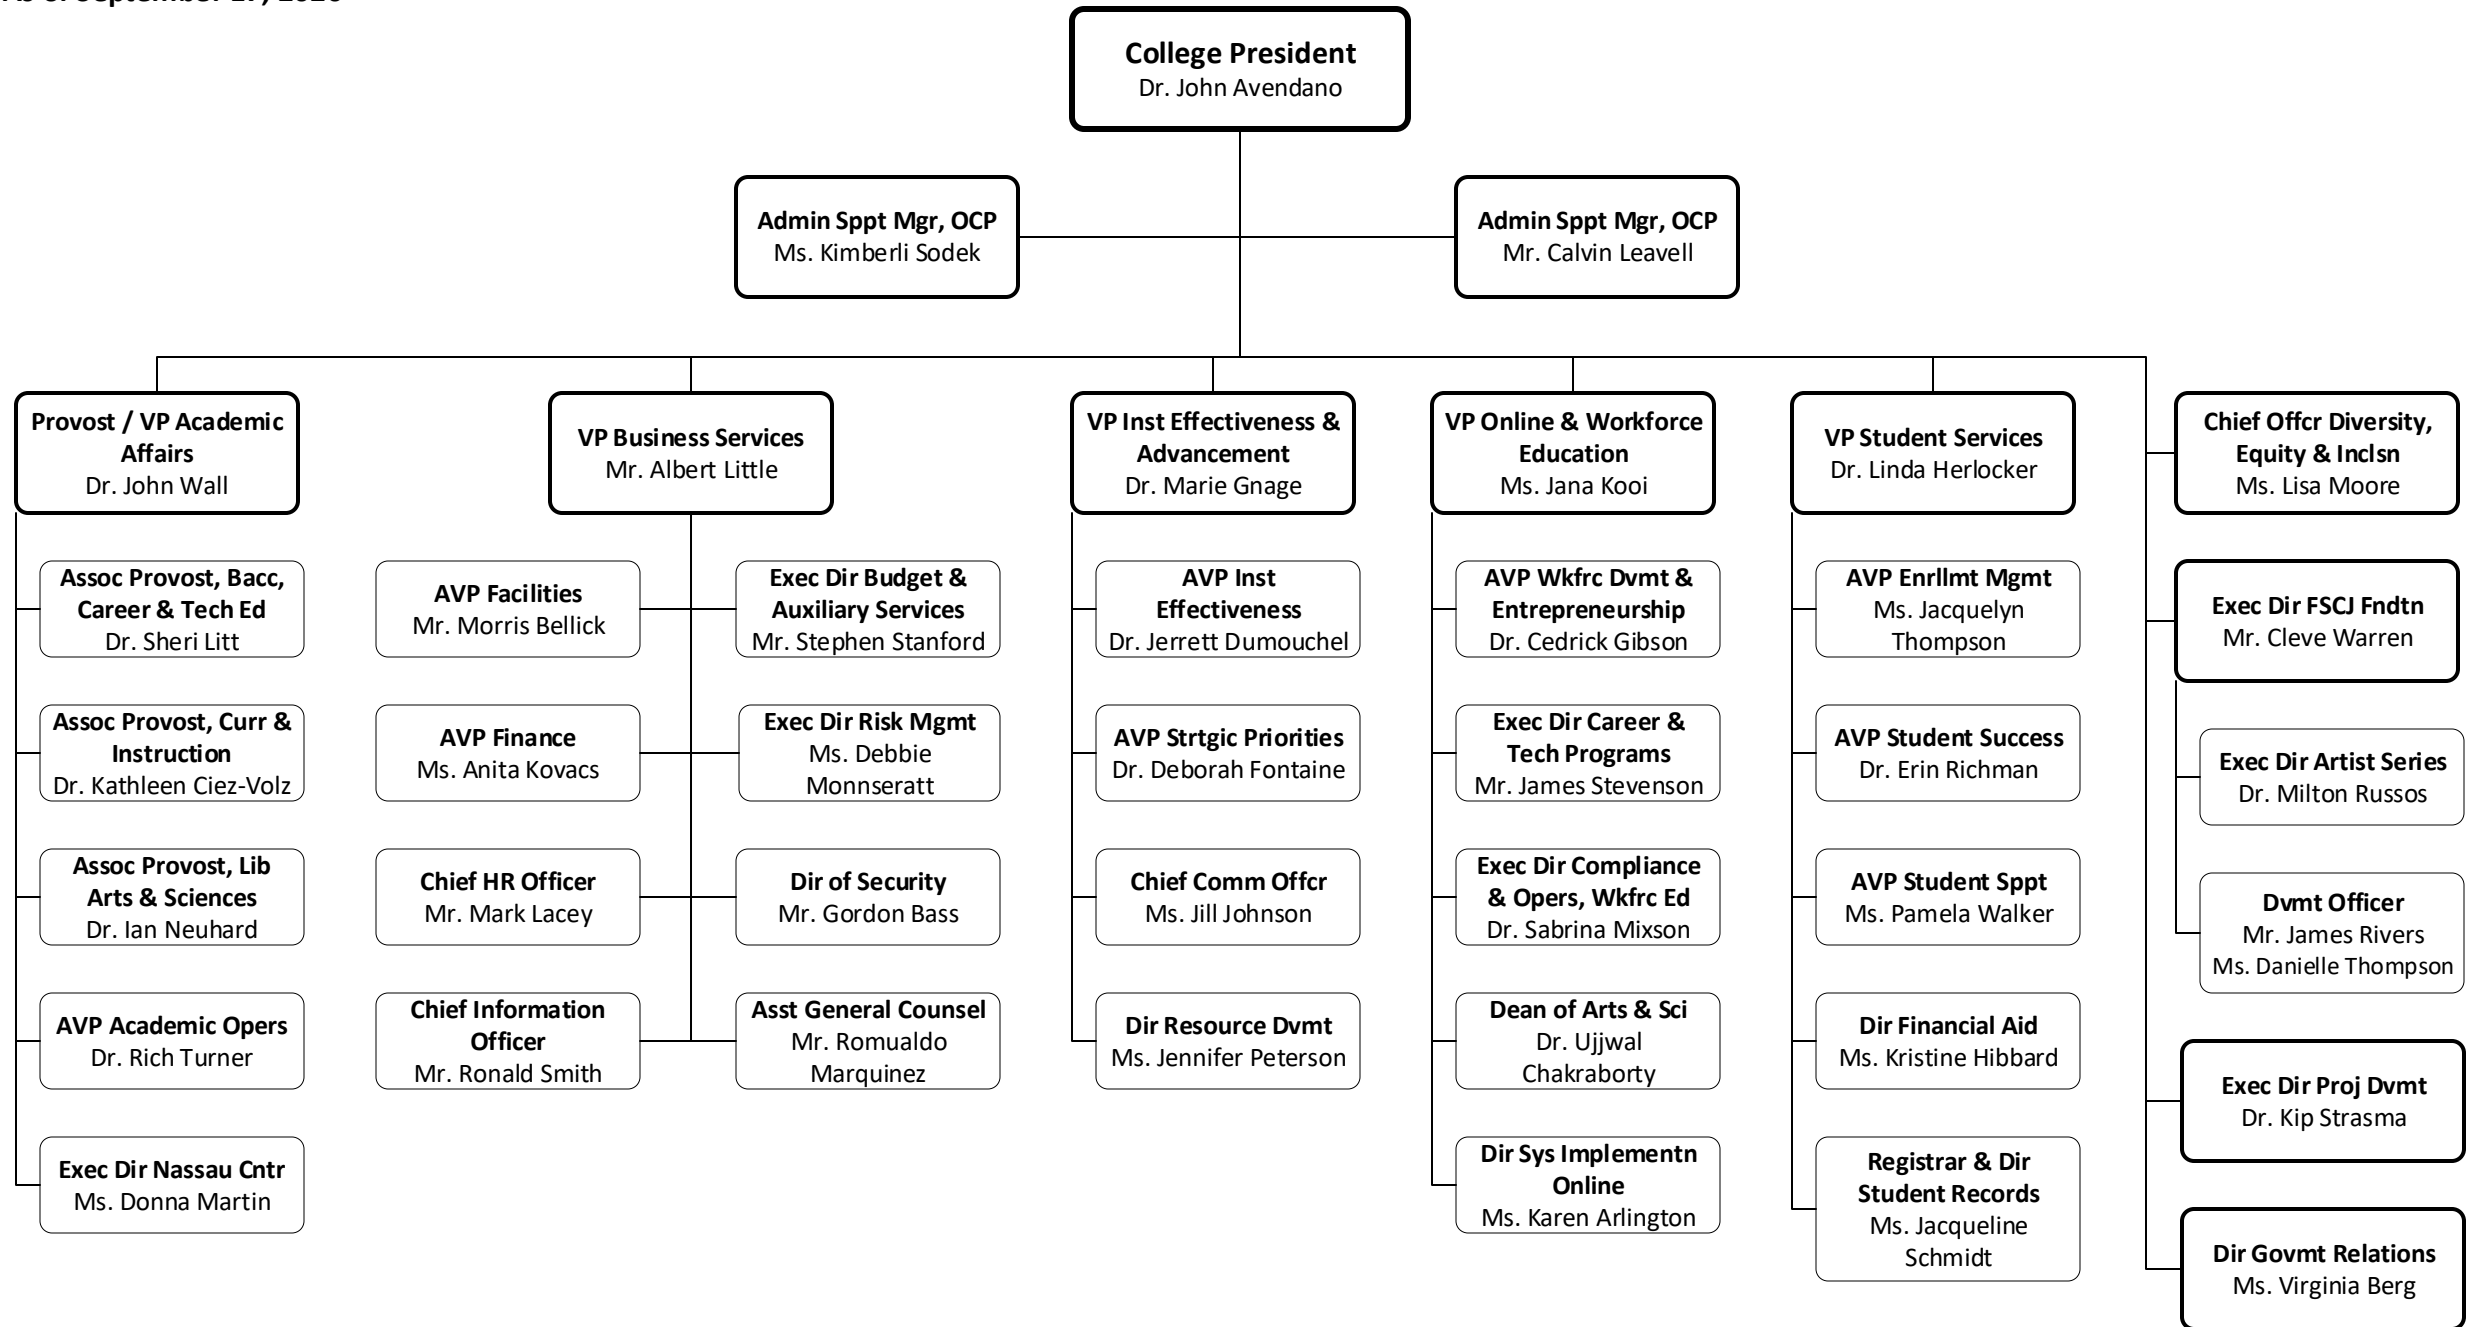 College President
Dr. John Avendano
Admin Sppt Mgr, OCP
Ms. Kimberli Sodek
Admin Sppt Mgr, OCP
Mr. Calvin Leavell
Provost / VP Academic
Affairs
Dr. John Wall
Assoc Provost, Bacc,
Career & Tech Ed
Dr. Sheri Litt
Assoc Provost, Curr &
Instruction
Dr. Kathleen Ciez-Volz
Assoc Provost, Lib
Arts & Sciences
Dr. Ian Neuhard
AVP Academic Opers
Dr. Rich Turner
Exec Dir Nassau Cntr
Ms. Donna Martin
VP Business Services
Mr. Albert Little
AVP Facilities
Mr. Morris Bellick
AVP Finance
Ms. Anita Kovacs
Chief HR Officer
Mr. Mark Lacey
Chief Information
Officer
Mr. Ronald Smith
Exec Dir Budget &
Auxiliary Services
Mr. Stephen Stanford
Exec Dir Risk Mgmt
Ms. Debbie
Monnseratt
Dir of Security
Mr. Gordon Bass
Asst General Counsel
Mr. Romualdo
Marquinez
VP Inst Effectiveness &
Advancement
Dr. Marie Gnage
AVP Inst
Effectiveness
Dr. Jerrett Dumouchel
AVP Strtgic Priorities
Dr. Deborah Fontaine
Chief Comm Offcr
Ms. Jill Johnson
Dir Resource Dvmt
Ms. Jennifer Peterson
VP Online & Workforce
Education
Ms. Jana Kooi
AVP Wkfrc Dvmt &
Entrepreneurship
Dr. Cedrick Gibson
Exec Dir Career &
Tech Programs
Mr. James Stevenson
Exec Dir Compliance
& Opers, Wkfrc Ed
Dr. Sabrina Mixson
Dean of Arts & Sci
Dr. Ujjwal
Chakraborty
Dir Sys Implementn
Online
Ms. Karen Arlington
VP Student Services
Dr. Linda Herlocker
AVP Enrllmt Mgmt
Ms. Jacquelyn
Thompson
AVP Student Success
Dr. Erin Richman
AVP Student Sppt
Ms. Pamela Walker
Dir Financial Aid
Ms. Kristine Hibbard
Registrar & Dir
Student Records
Ms. Jacqueline
Schmidt
Chief Offcr Diversity,
Equity & Inclsn
Ms. Lisa Moore
Exec Dir FSCJ Fndtn
Mr. Cleve Warren
Exec Dir Artist Series
Dr. Milton Russos
Dvmt Officer
Mr. James Rivers
Ms. Danielle Thompson
Exec Dir Proj Dvmt
Dr. Kip Strasma
Dir Govmt Relations
Ms. Virginia Berg